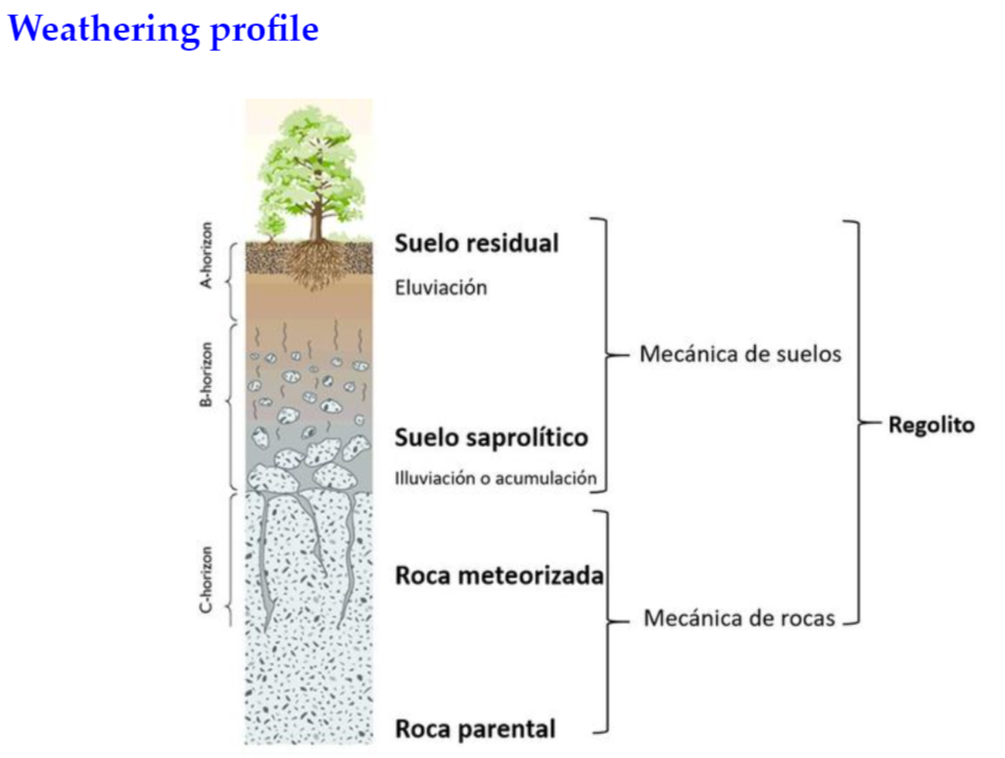 Weathering profile
A-horizon
Suelo residual
Eluviación
Mecánica de suelos
B-horizon
Regolito
Suelo saprolítico
Illuviación o acumulación
C-horizon
Roca meteorizada
Mecánica de rocas
Roca parental